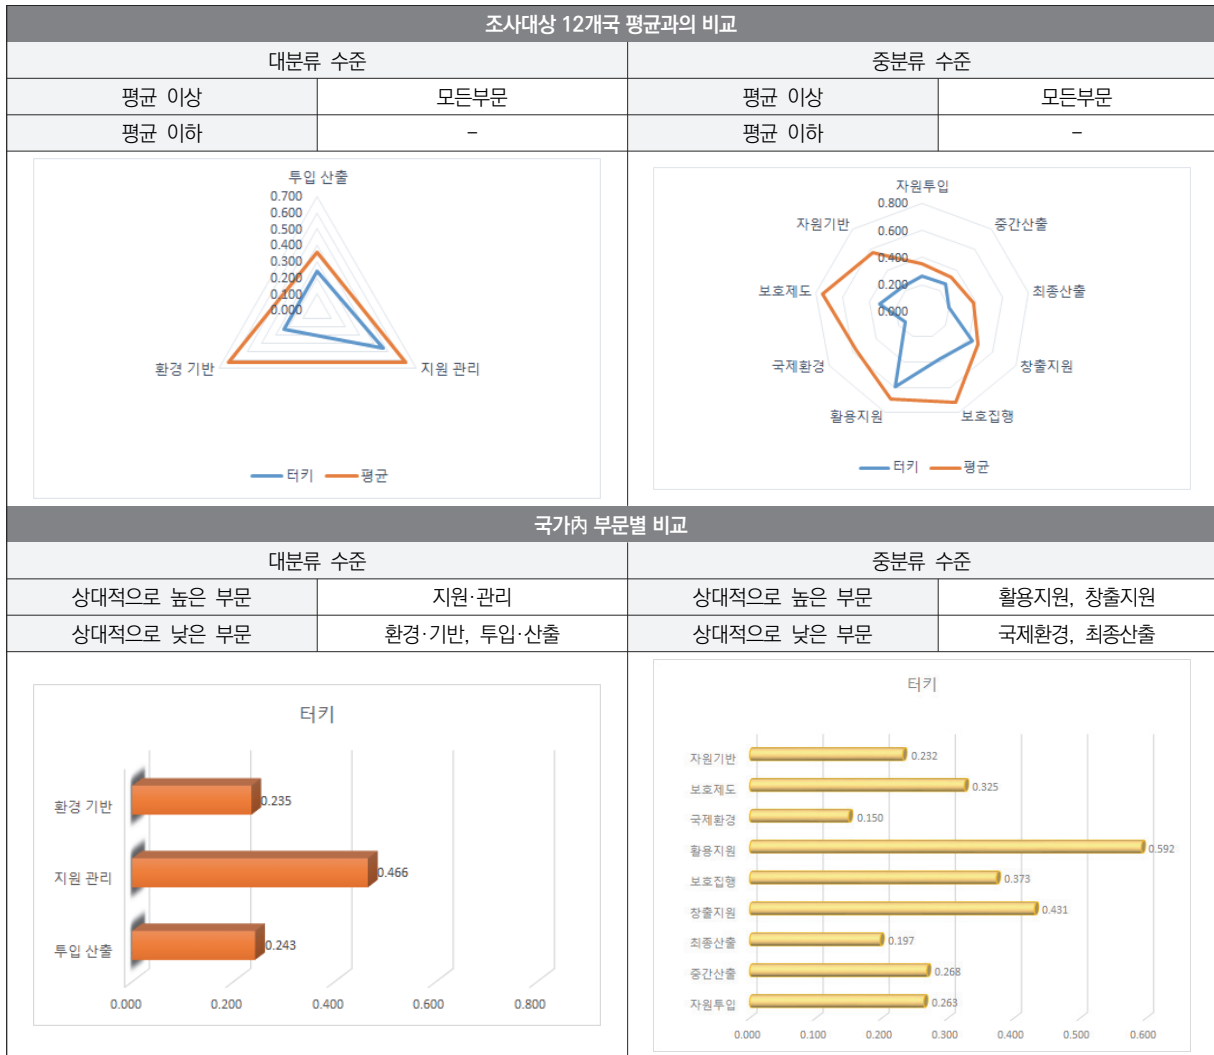 조사대상 12개국 평균과의 비교
대분류 수준
중분류 수준
평균 이상
모든부문
평균 이상
모든부문
평균 이하
–
평균 이하
–
투입 산출
0.700
0.600
0.500
0.400
0.300
0.200
0.100
0.000
환경 기반
지원 관리
터키
평균
자원투입
0.800
자원기반
중간산출
0.600
0.400
보호제도
최종산출
0.200
0.000
국제환경
창출지원
활용지원
보호집행
터키
평균
국가內 부문별 비교
대분류 수준
중분류 수준
상대적으로 높은 부문
지원·관리
상대적으로 높은 부문
활용지원, 창출지원
상대적으로 낮은 부문
환경·기반, 투입·산출
상대적으로 낮은 부문
국제환경, 최종산출
터키
환경 기반
0.235
지원 관리
0.466
투입 산출
0.243
0.000
0.200
0.400
0.600
0.800
터키
자원기반
0.232
보호제도
0.325
국제환경
0.150
활용지원
0.592
보호집행
0.373
창출지원
0.431
최종산출
0.197
중간산출
0.268
자원투입
0.263
0.000
0.100
0.200
0.300
0.400
0.500
0.600